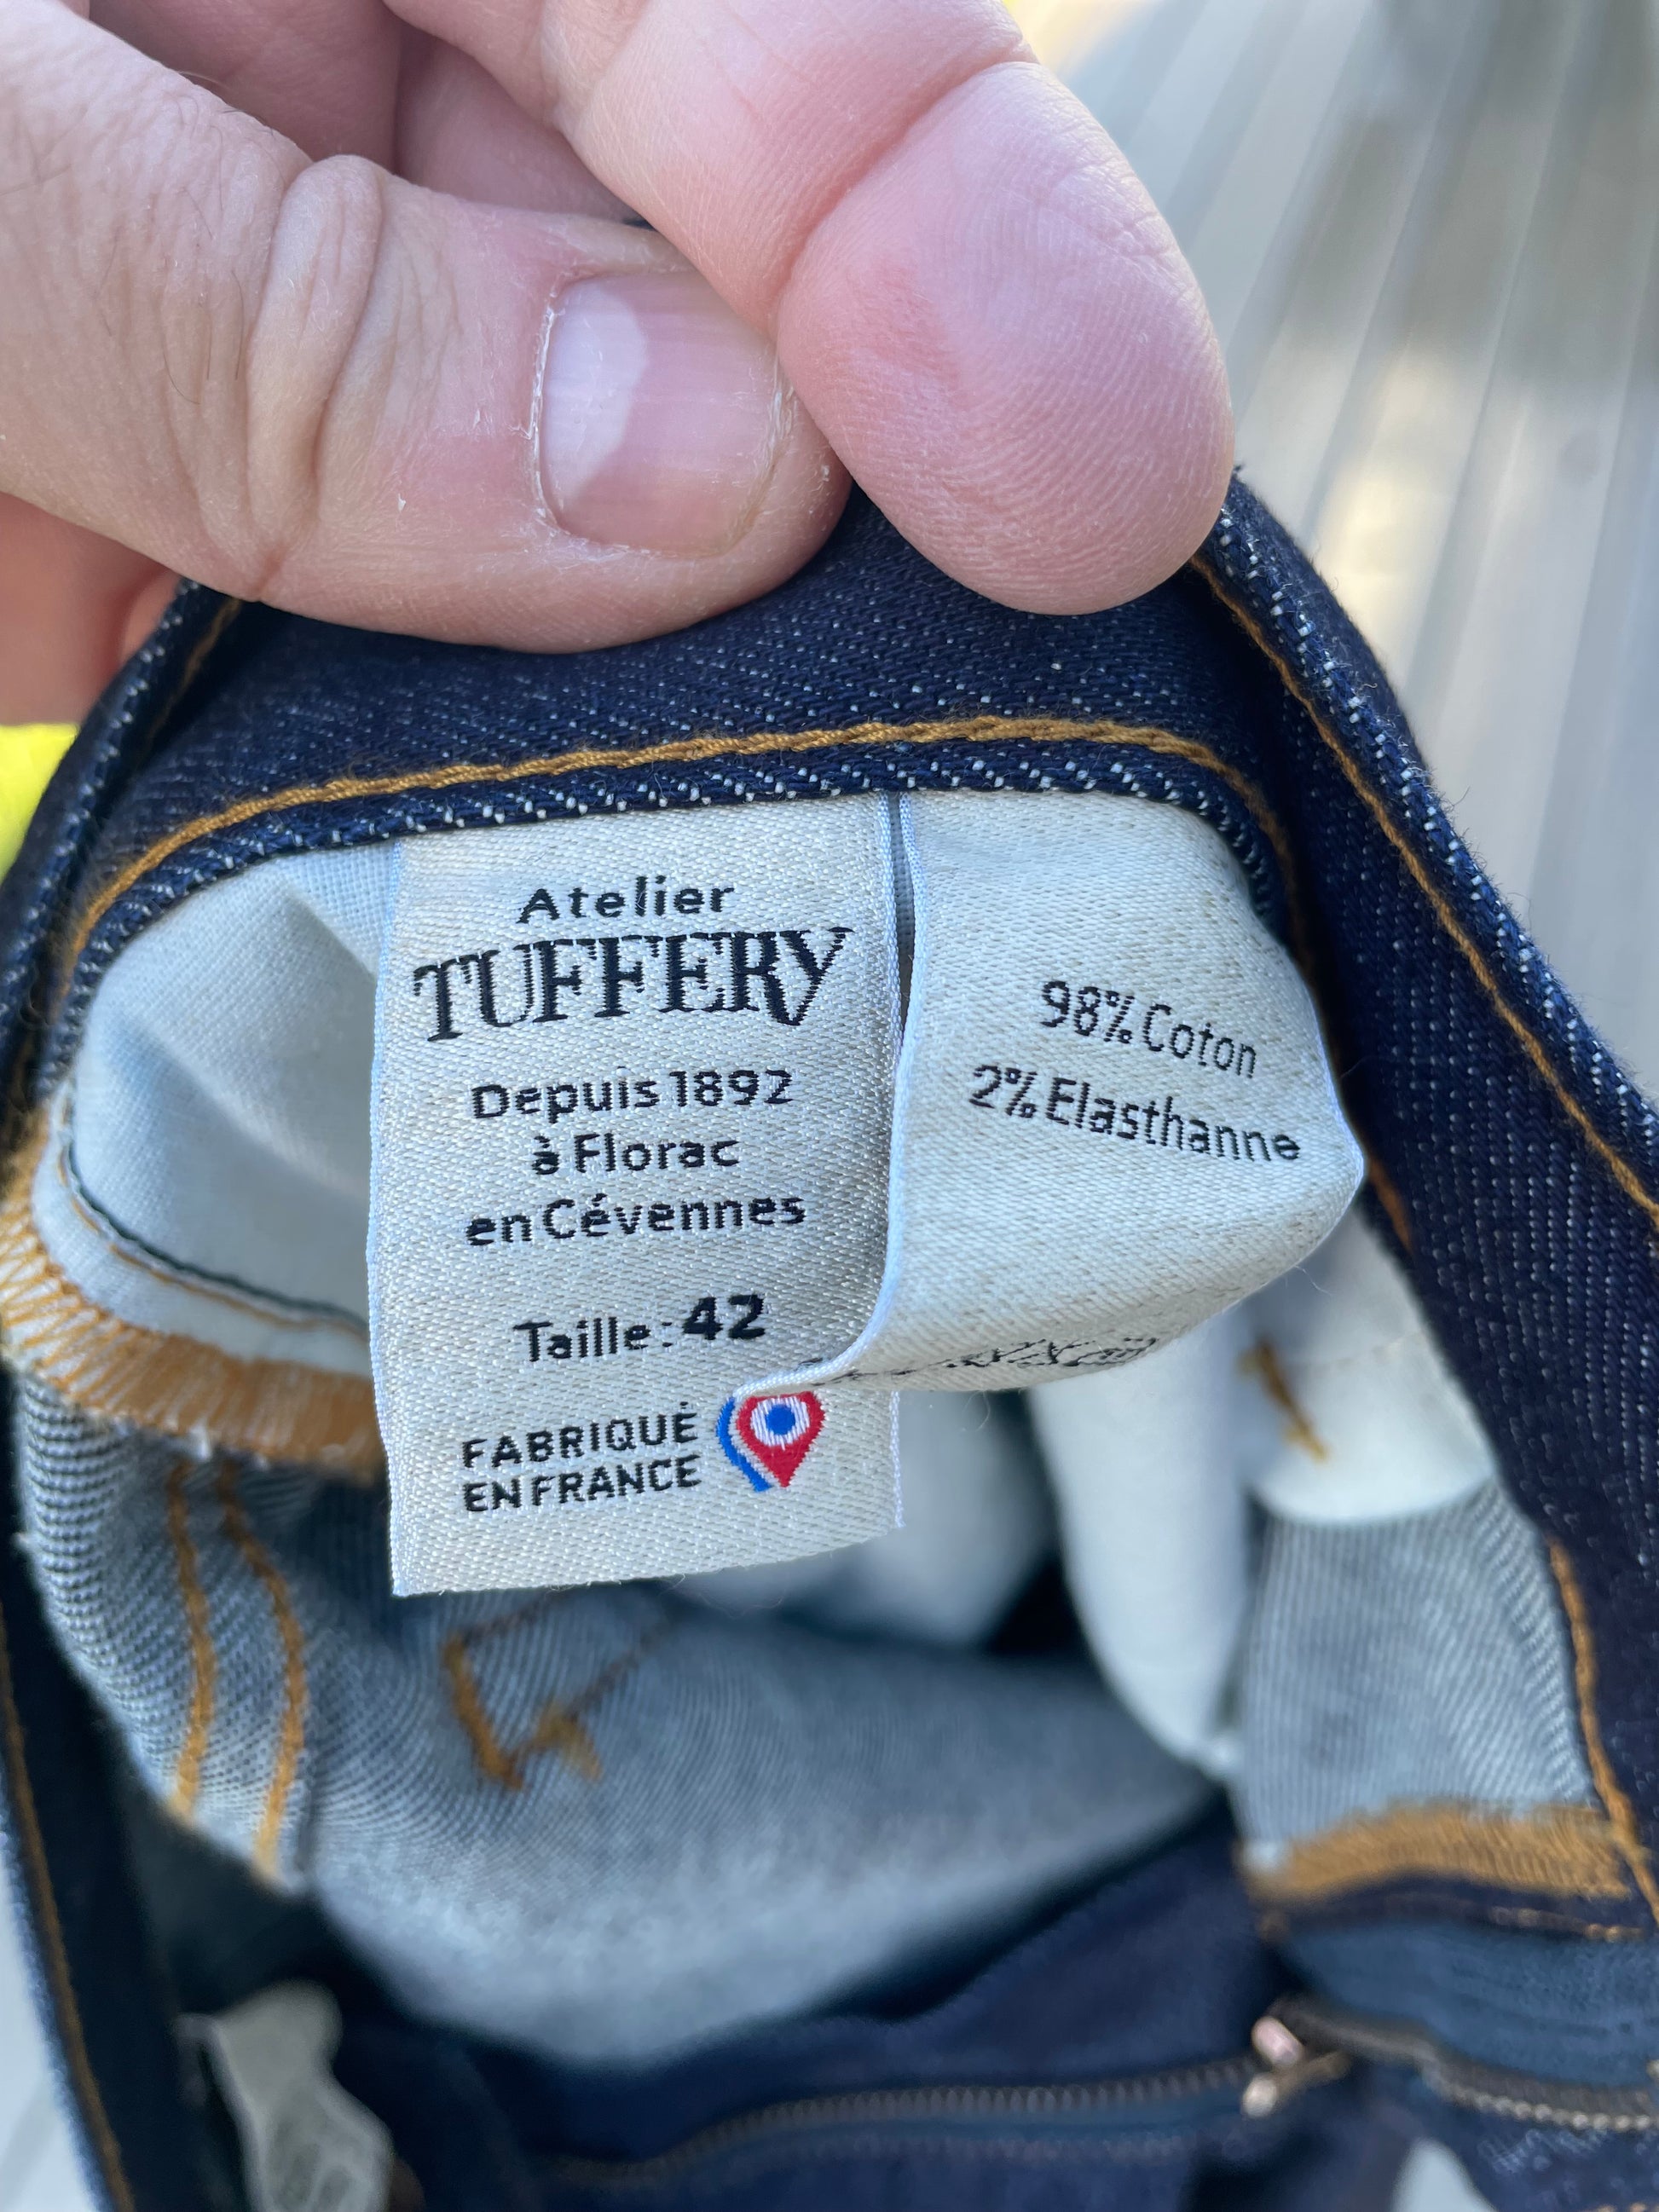 Atelier
TUFFERY
Depuis 1892
à Florac
en Cévennes
Taille: 42
FABRIQUÉ
EN FRANCE
98% Coton
2% Elasthanne